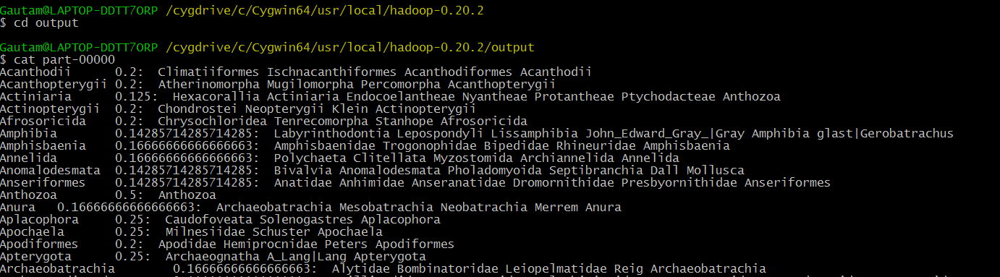 Gautam@LAPTOP-DDTT7ORP /cygdrive/c/Cygwin64/usr/local/hadoop-0.20.2
$ cd output
Gautam@LAPTOP-DDTT7ORP /cygdrive/c/Cygwin64/usr/local/hadoop-0.20.2/output
$ cat part-00000
Acanthodii 0.2: Climatiiformes Ischnacanthiformes Acanthodiformes Acanthodii
Acanthopterygii 0.2: Atherinomorpha Mugilomorpha Percomorpha Acanthopterygii
Actiniaria 0.125: Hexacorallia Actiniaria Endocoelantheae Nyantheae Protantheae Ptychodacteae Anthozoa
Actinopterygii 0.2: Chondrostei Neopterygii Klein Actinopterygii
Afrosoricida 0.2: Chrysochloridea Tenrecomorpha Stanhope Afrosoricida
Amphibia 0.14285714285714285: Labyrinthodontia Lepospondyli Lissamphibia John_Edward_Gray_|Gray Amphibia glast|Gerobatrachus
Amphisbaenia 0.16666666666666663: Amphisbaenidae Trogonophidae Bipedidae Rhineuridae Amphisbaenia
Annelida 0.16666666666666663: Polychaeta Clitellata Myzostomida Archiannelida Annelida
Anomalodesmata 0.14285714285714285: Bivalvia Anomalodesmata Pholadomyoida Septibranchia Dall Mollusca
Anseriformes 0.14285714285714285: Anatidae Anhimidae Anseranatidae Dromornithidae Presbyornithidae Anseriformes
Anthozoa 0.5: Anthozoa
Anura 0.16666666666666663: Archaeobatrachia Mesobatrachia Neobatrachia Merrem Anura
Aplacophora 0.25: Caudofoveata Solenogastres Aplacophora
Apochaela 0.25: Milnesiidae Schuster Apochaela
Apodiformes 0.2: Apodidae Hemiprocnidae Peters Apodiformes
Apterygota 0.25: Archaeognatha A_Lang|Lang Apterygota
Archaeobatrachia 0.16666666666666663: Alytidae Bombinatoridae Leiopelmatidae Reig Archaeobatrachia